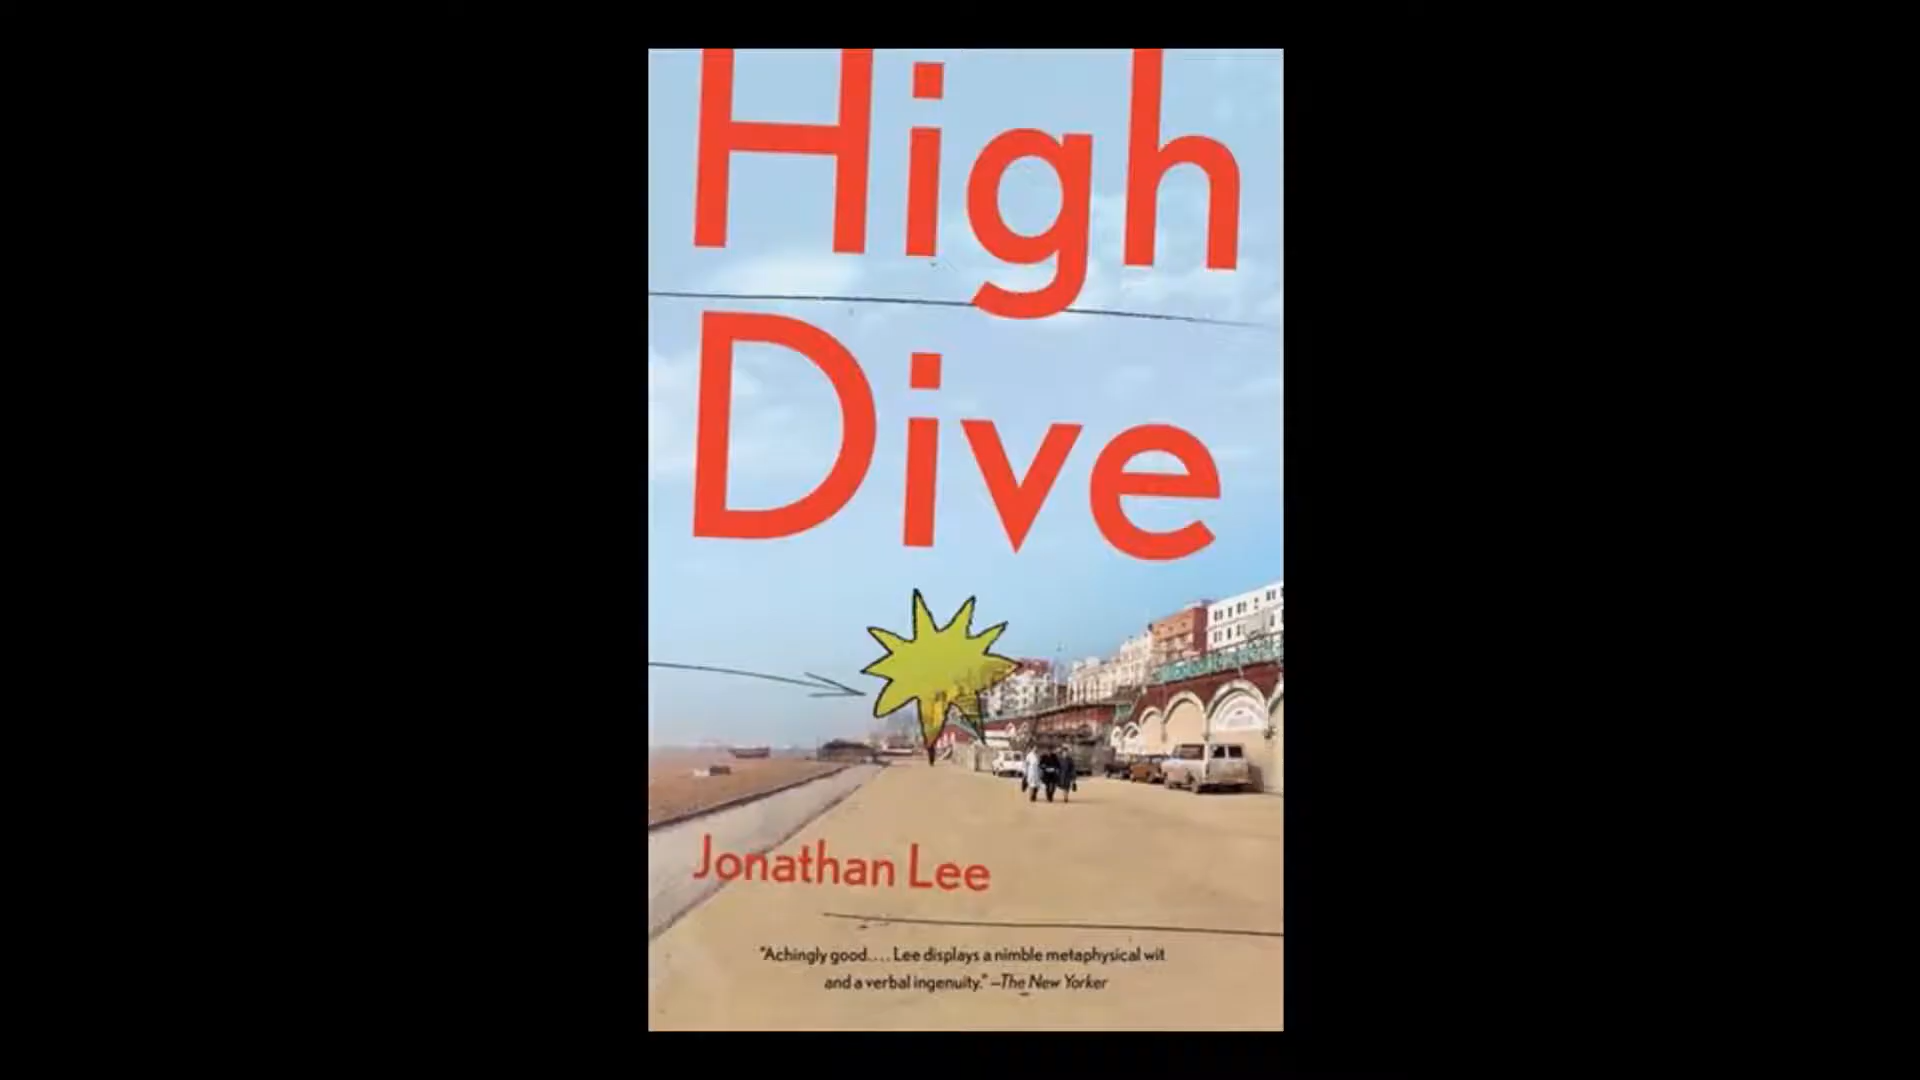 High
Dive
Jonathan Lee
"Achingly good.... Lee displays a nimble metaphysical wit
and a verbal ingenuity." —The New Yorker